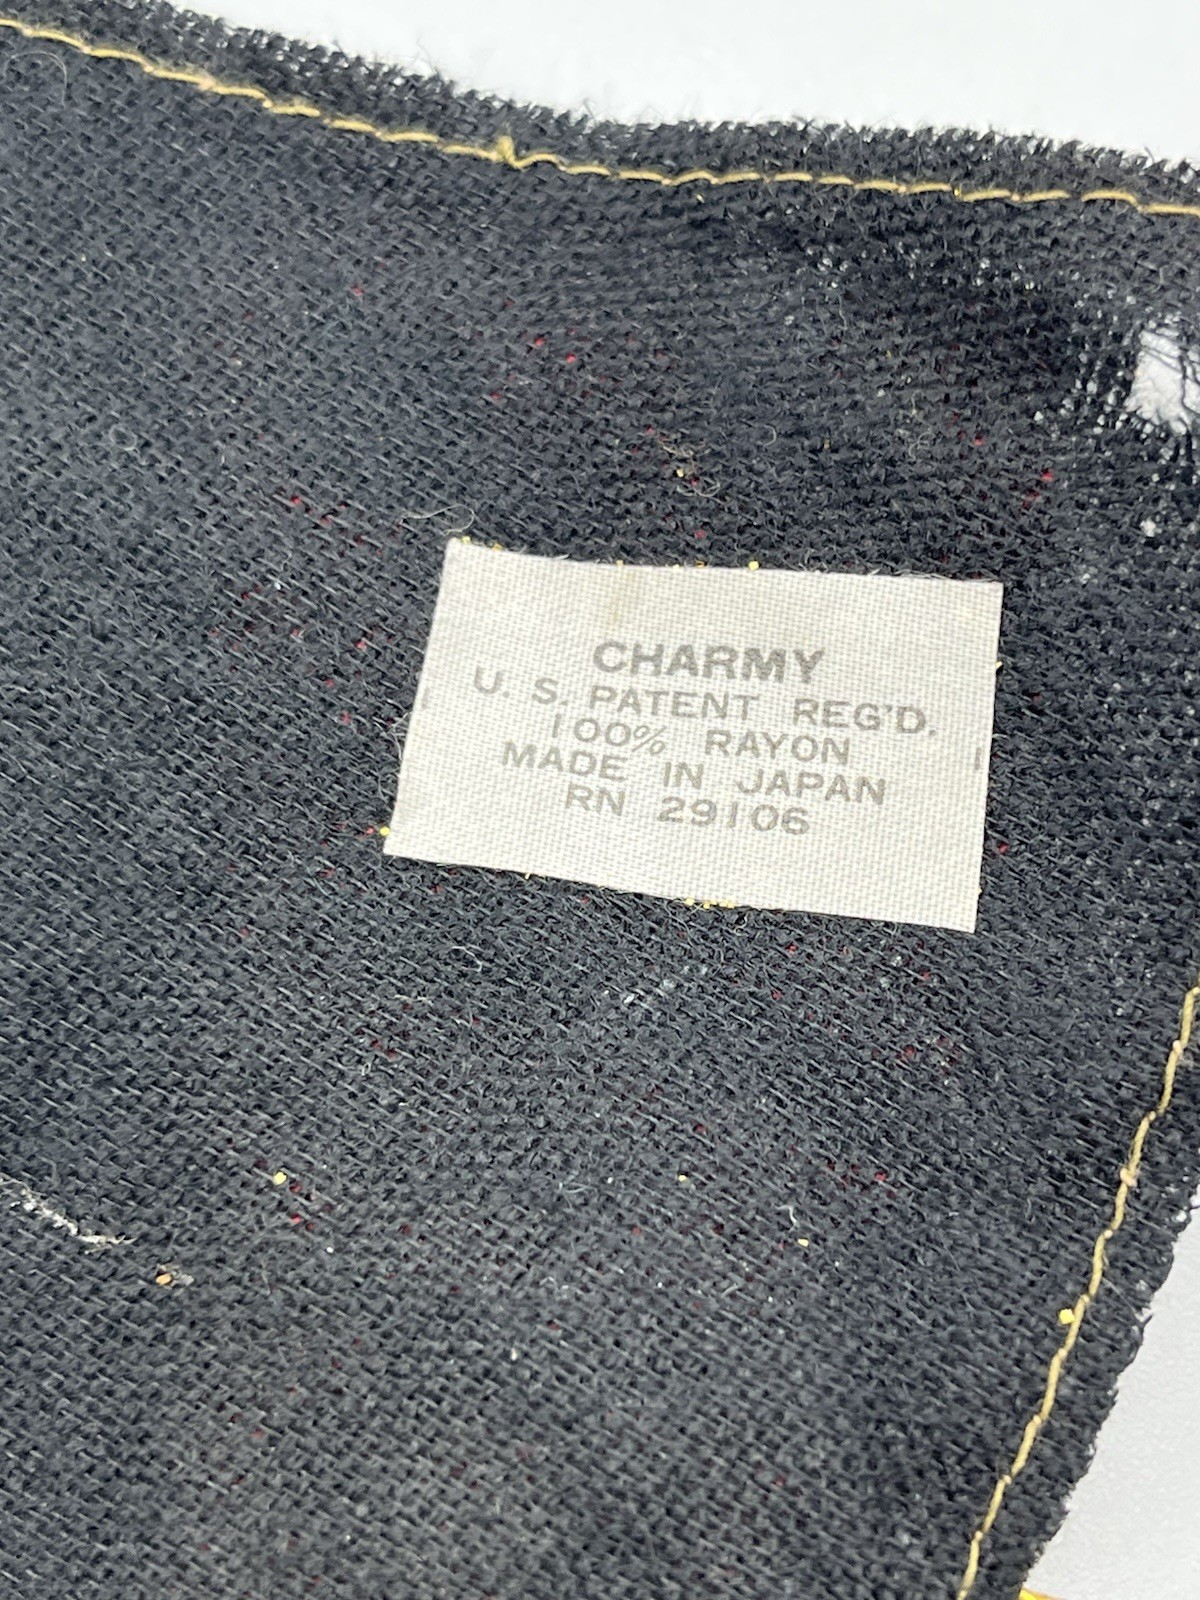 CHARMY
U. S. PATENT REG'D.
100% RAYON
MADE IN JAPAN
RN 29106